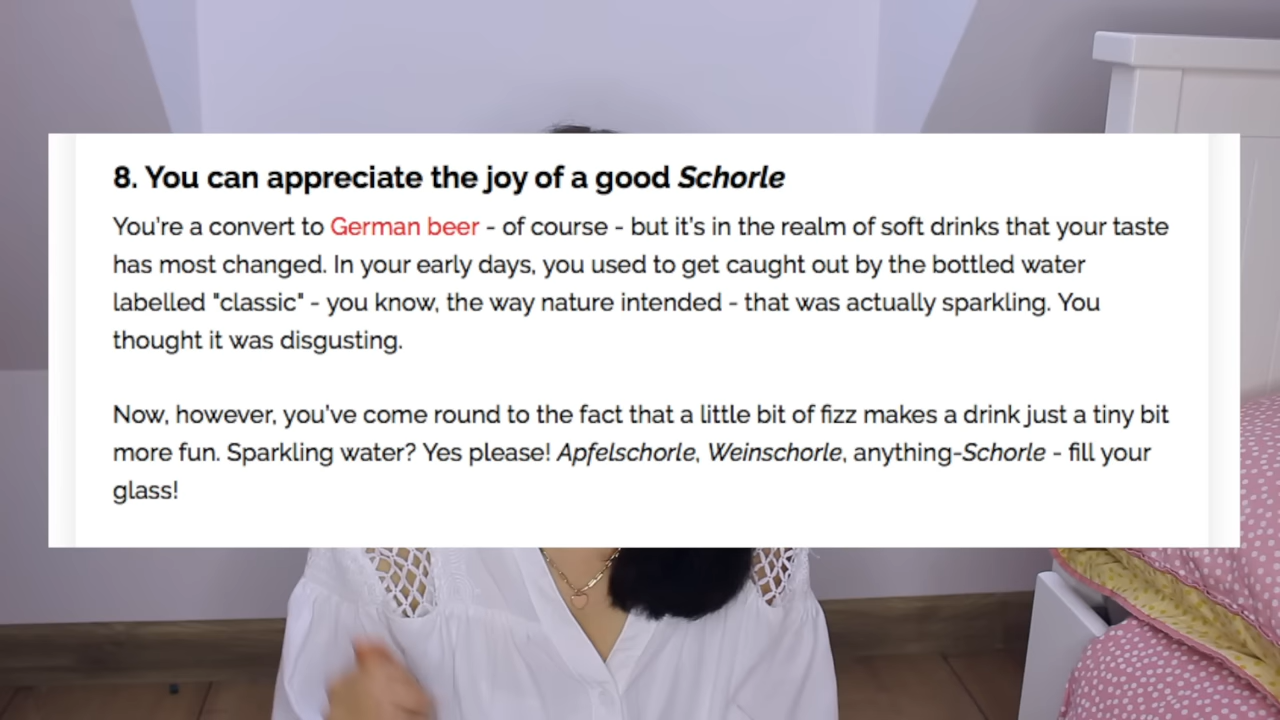 8. You can appreciate the joy of a good Schorle
You're a convert to German beer - of course - but it's in the realm of soft drinks that your taste
has most changed. In your early days, you used to get caught out by the bottled water
labelled "classic" - you know, the way nature intended - that was actually sparkling. You
thought it was disgusting.
Now, however, you've come round to the fact that a little bit of fizz makes a drink just a tiny bit
more fun. Sparkling water? Yes please! Apfelschorle, Weinschorle, anything-Schorle - fill your
glass!